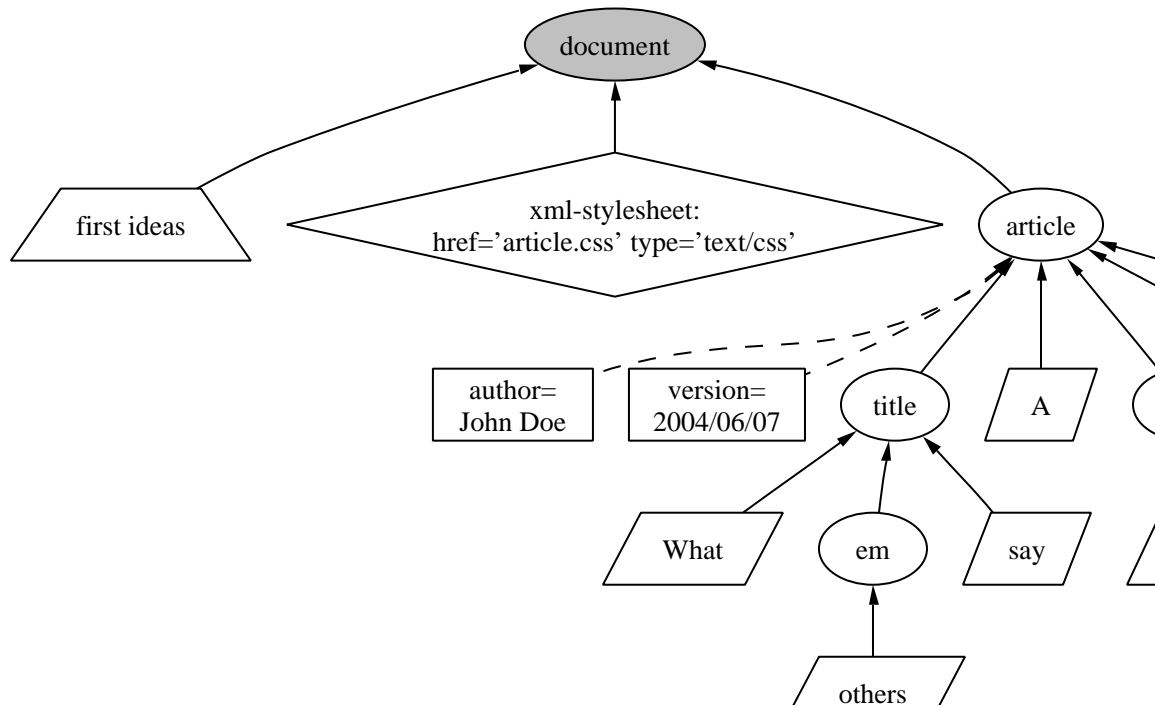 document
first ideas
xml-stylesheet:
href=’article.css’ type=’text/css’
article
author=
John Doe
version=
2004/06/07
title
A
What
em
say
others